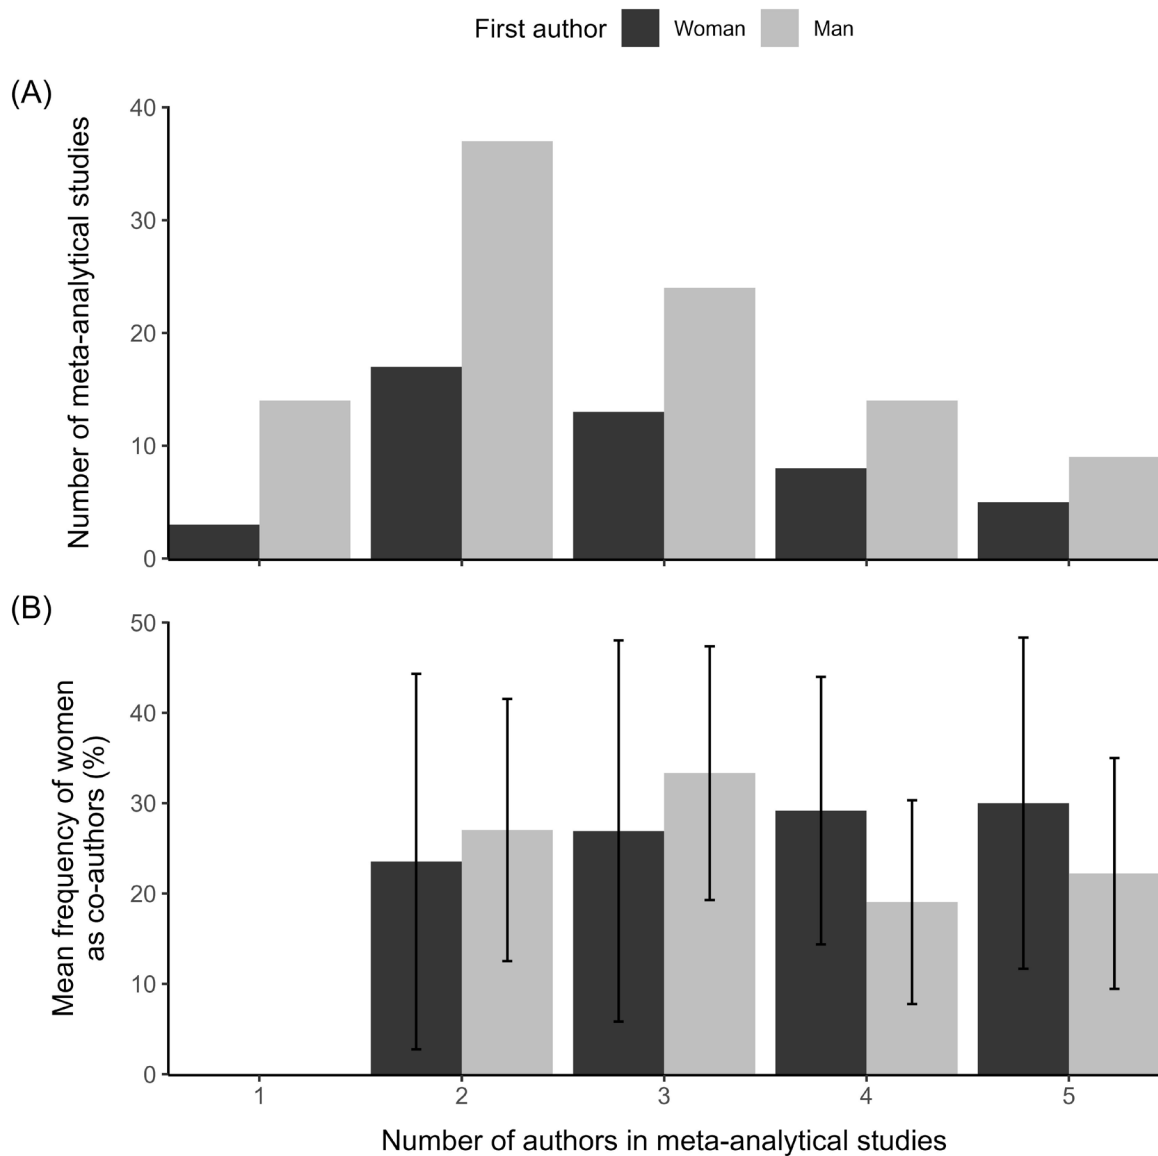 First author Woman Man
(A)
Number of meta-analytical studies
40
30
20
10
0
(B)
Mean frequency of women
as co-authors (%)
50
40
30
20
10
0
1 2 3 4 5
Number of authors in meta-analytical studies